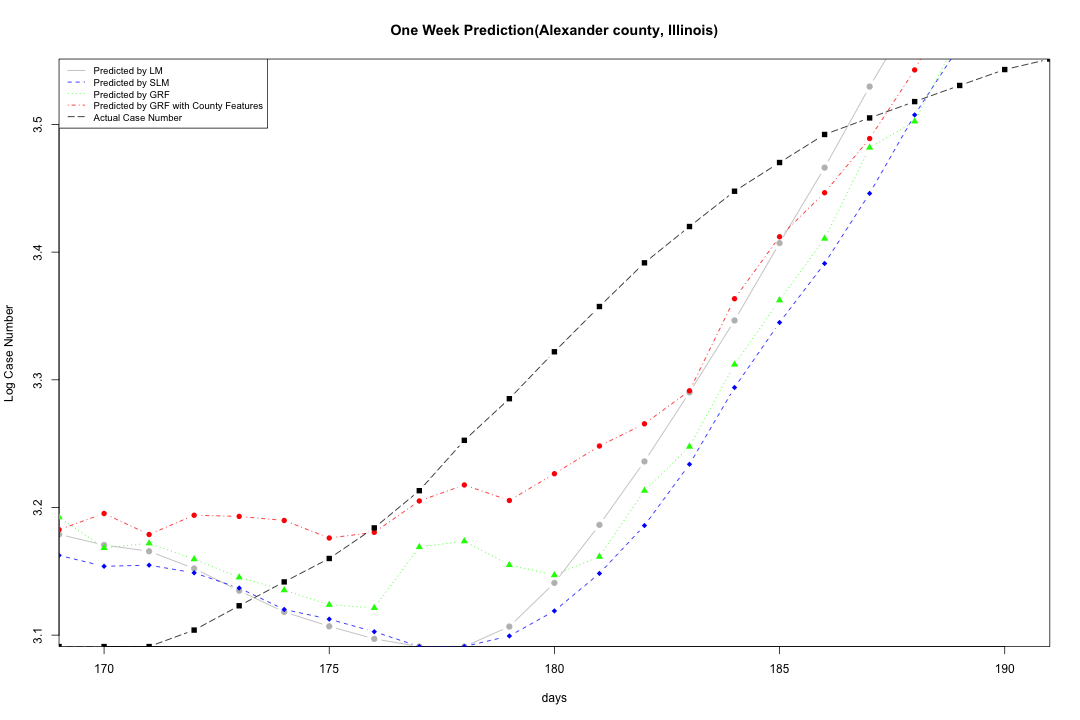 One Week Prediction(Alexander county, Illinois)
Predicted by LM
Predicted by SLM
Predicted by GRF
Predicted by GRF with County Features
Actual Case Number
3.5
3.4
3.3
3.2
3.1
Log Case Number
170 175 180 185 190
days